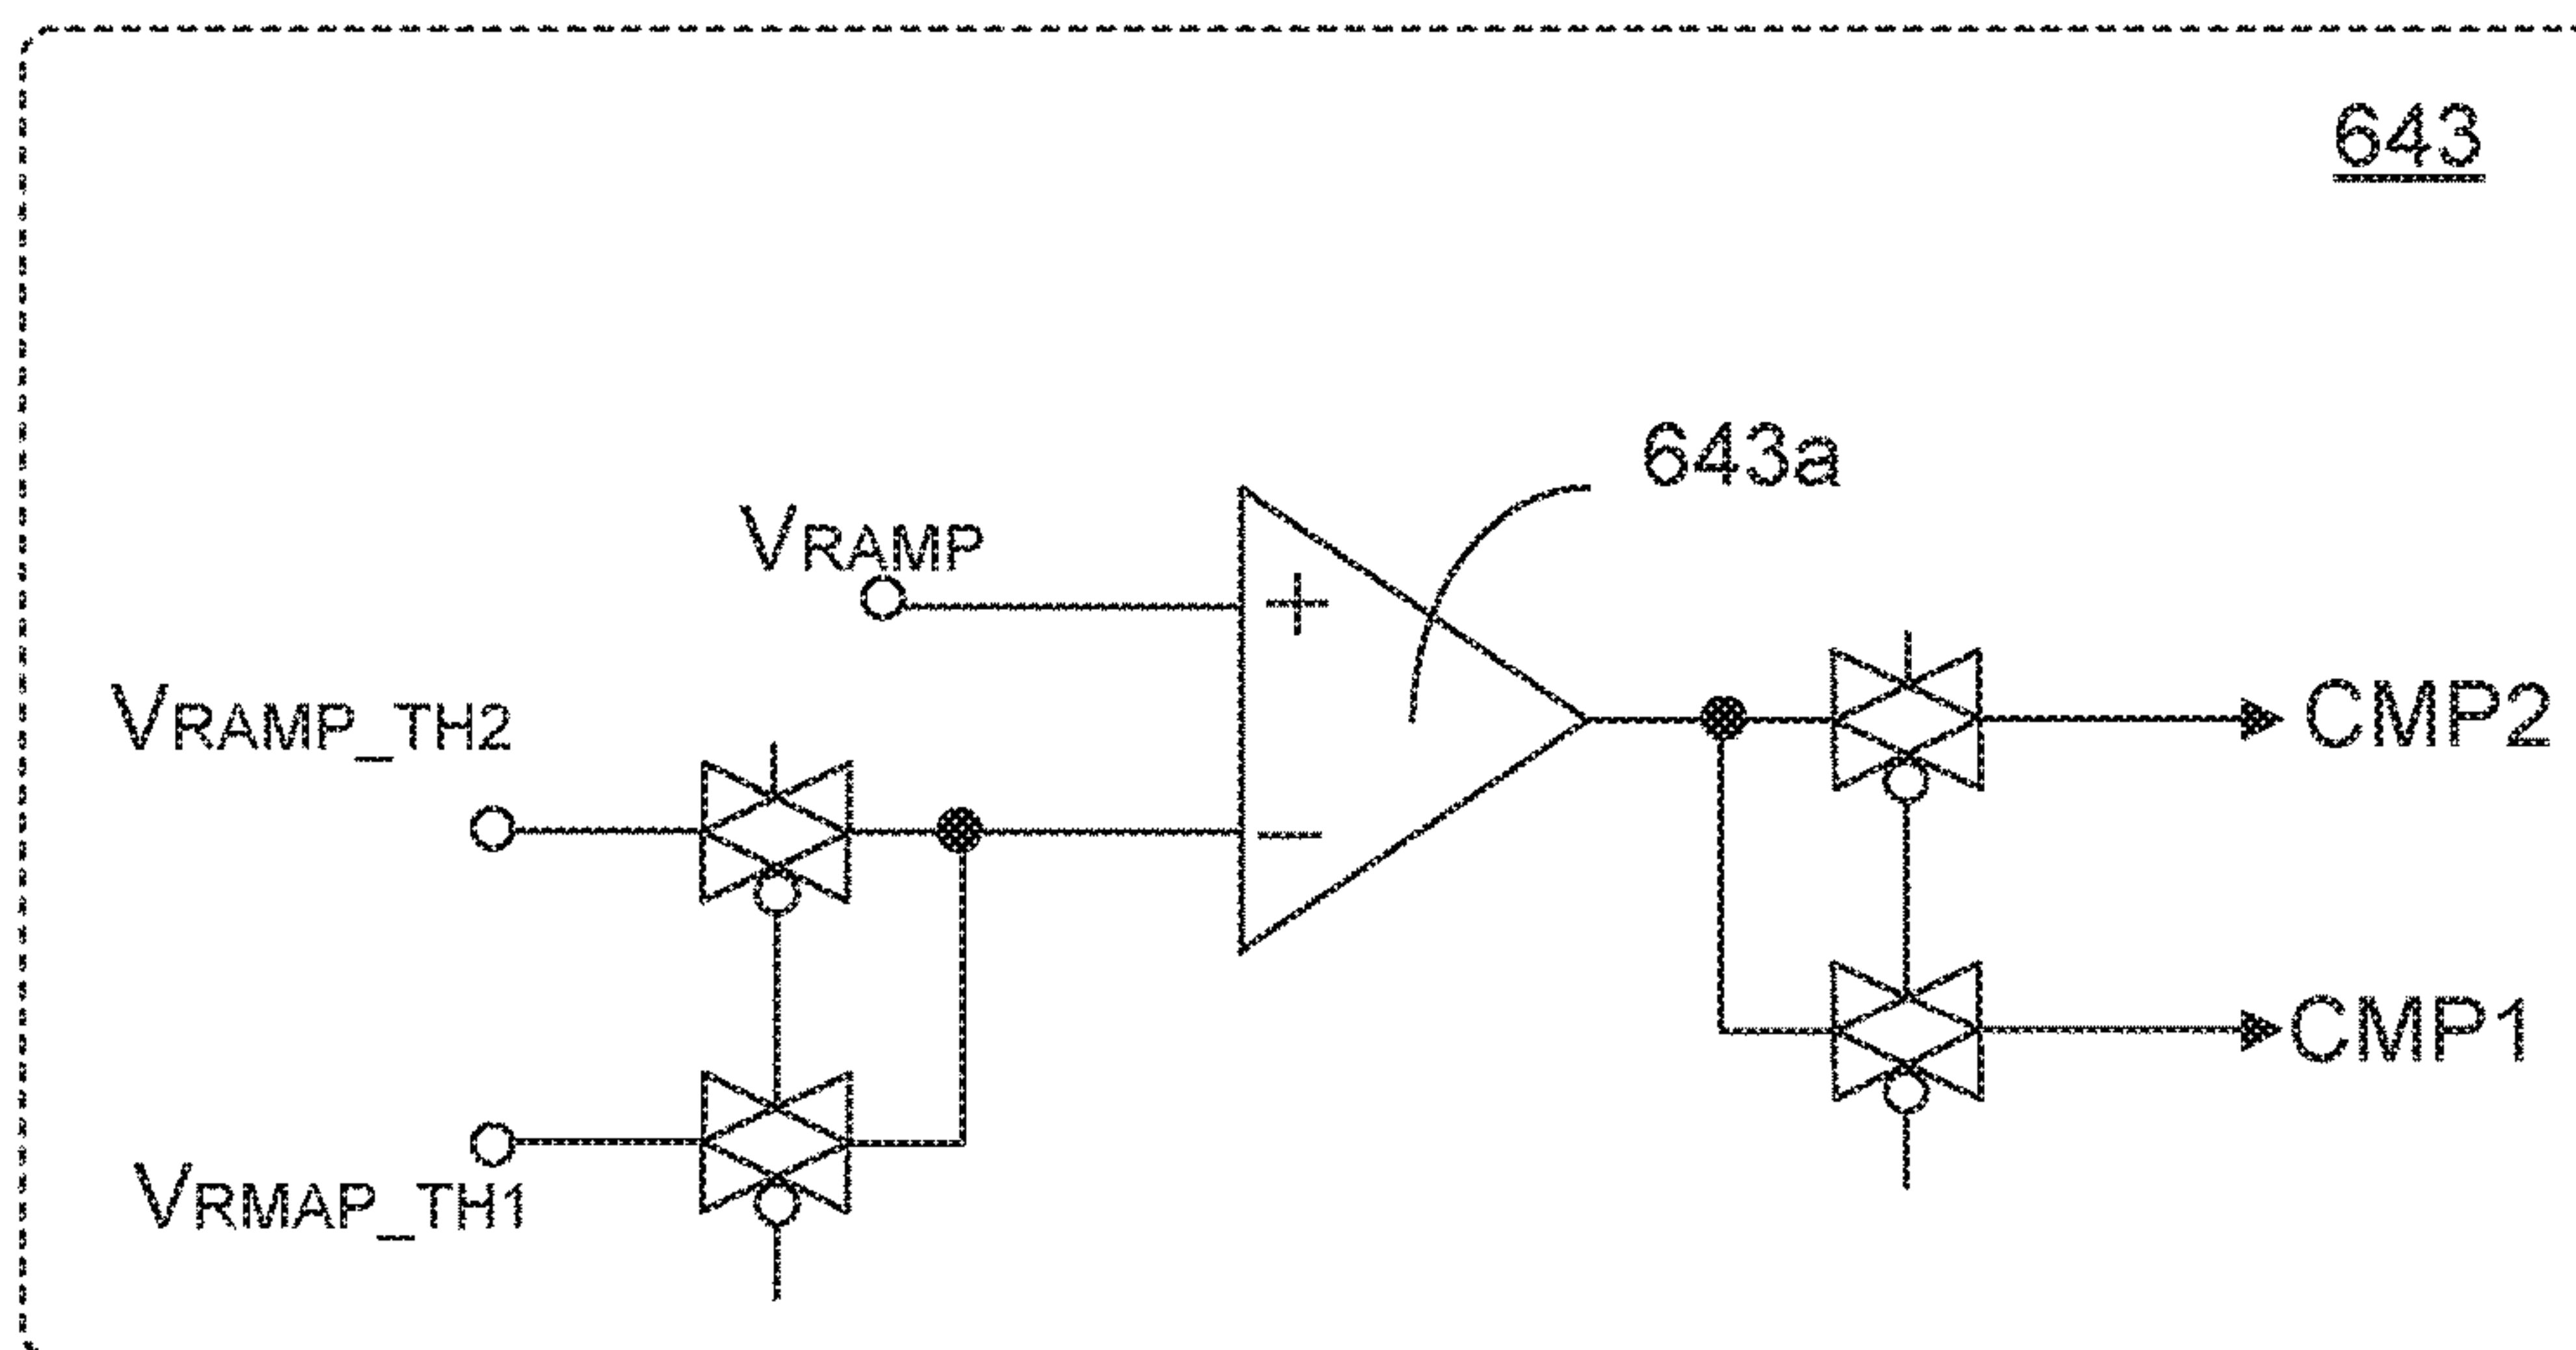 643
643a
VRAMP
+
VRAMP_TH2
CMP2
−
CMP1
VRMAP_TH1